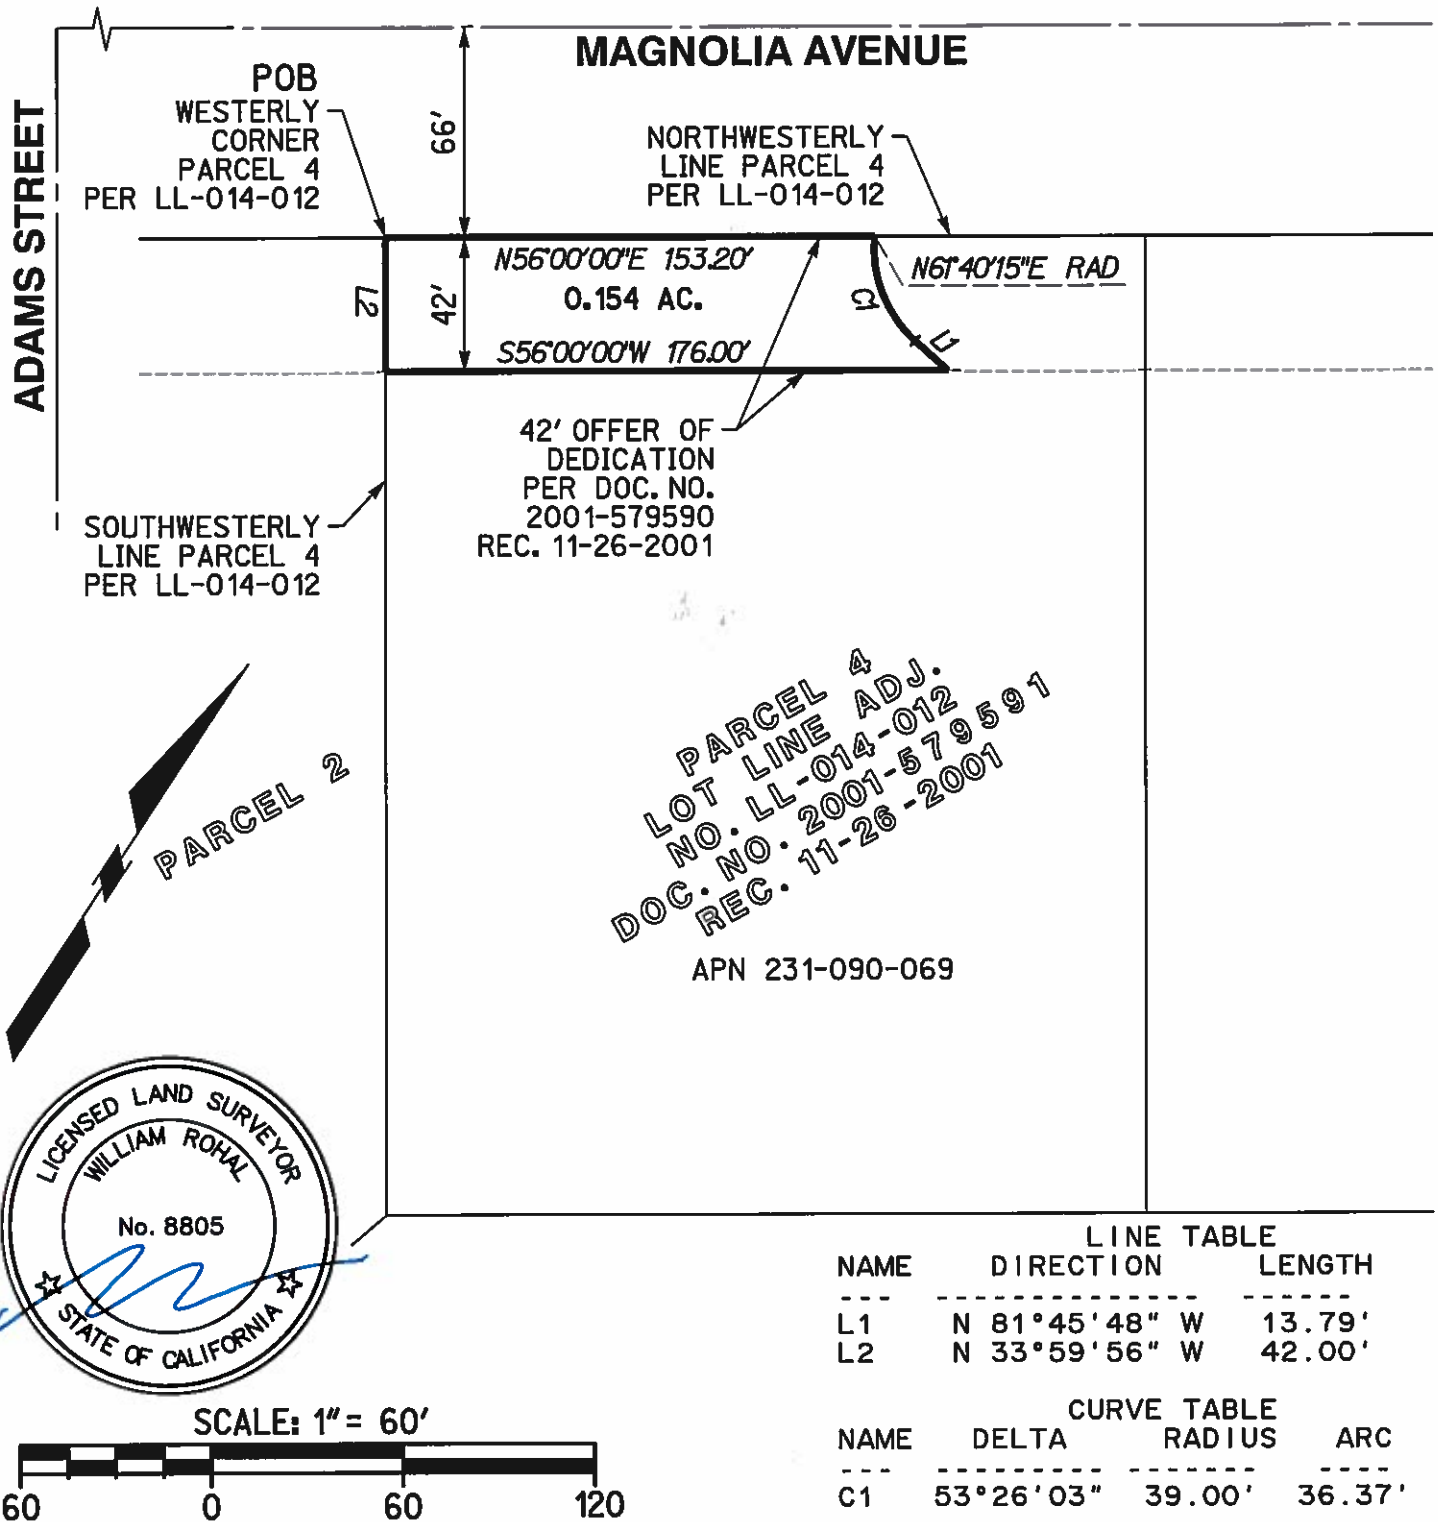 MAGNOLIA AVENUE
ADAMS STREET
POB
WESTERLY
CORNER
PARCEL 4
PER LL-014-012
66'
NORTHWESTERLY
LINE PARCEL 4
PER LL-014-012
N56°00'00"E 153.20'
0.154 AC.
S56°00'00"W 176.00'
42'
L2
C1
L1
N61°40'15"E RAD
42' OFFER OF
DEDICATION
PER DOC. NO.
2001-579590
REC. 11-26-2001
SOUTHWESTERLY
LINE PARCEL 4
PER LL-014-012
PARCEL 2
PARCEL 4
LOT LINE ADJ.
NO. LL-014-012
DOC. NO. 2001-579591
REC. 11-26-2001
APN 231-090-069
LICENSED LAND SURVEYOR
WILLIAM ROHAL
No. 8805
STATE OF CALIFORNIA
SCALE: 1"= 60'
60 0 60 120
LINE TABLE
NAME DIRECTION LENGTH
L1 N 81°45'48" W 13.79'
L2 N 33°59'56" W 42.00'
CURVE TABLE
NAME DELTA RADIUS ARC
C1 53°26'03" 39.00' 36.37'